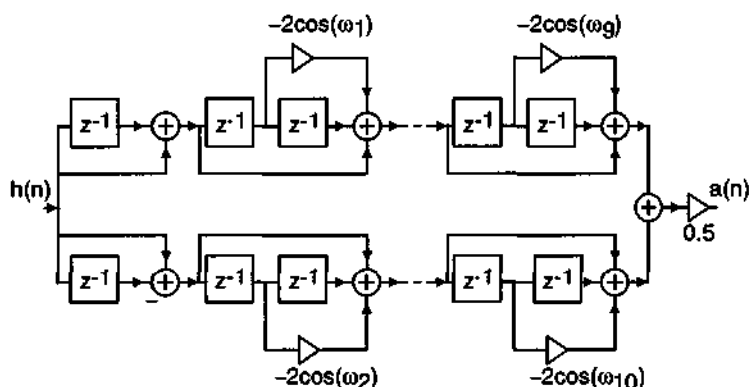 −2cos(ω₁) −2cos(ω₉)
z⁻¹ + z⁻¹ z⁻¹ + z⁻¹ z⁻¹ +
h(n) + a(n)
0.5
z⁻¹ + z⁻¹ z⁻¹ + z⁻¹ z⁻¹ +
−
−2cos(ω₂) −2cos(ω₁₀)